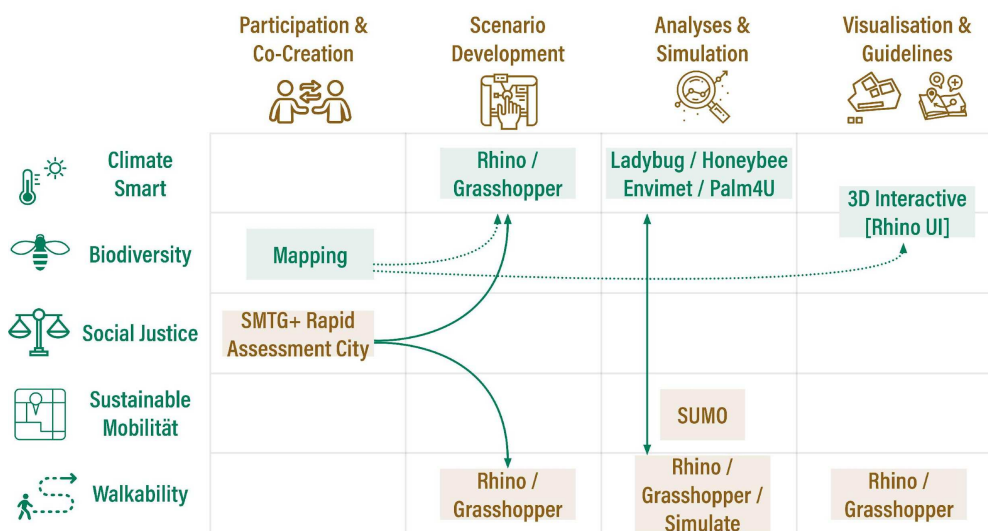 Participation &
Co-Creation
Scenario
Development
Analyses &
Simulation
Visualisation &
Guidelines
Climate
Smart
Rhino /
Grasshopper
Ladybug / Honeybee
Envimet / Palm4U
3D Interactive
[Rhino UI]
Biodiversity
Mapping
Social Justice
SMTG+ Rapid
Assessment City
Sustainable
Mobilität
SUMO
Walkability
Rhino /
Grasshopper
Rhino /
Grasshopper /
Simulate
Rhino /
Grasshopper